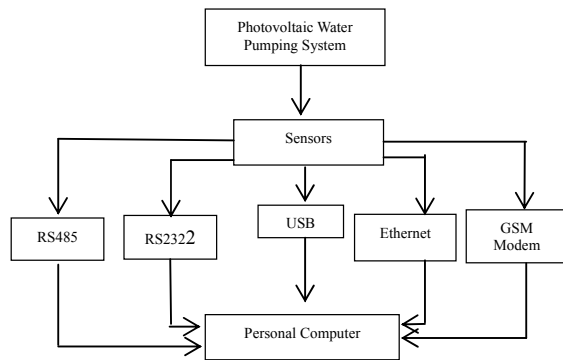 Photovoltaic Water
Pumping System
Sensors
RS485
RS2322
USB
Ethernet
GSM
Modem
Personal Computer